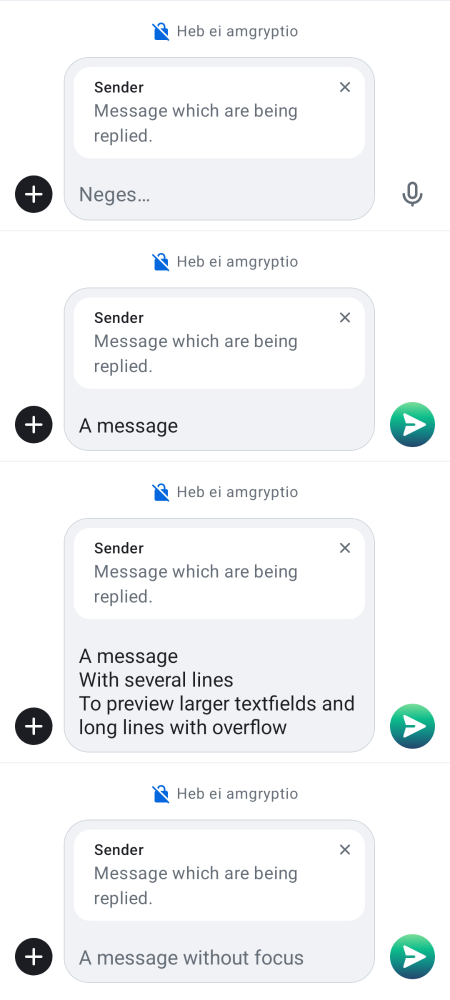 Heb ei amgryptio
Sender
Message which are being
replied.
Neges…
Heb ei amgryptio
Sender
Message which are being
replied.
A message
Heb ei amgryptio
Sender
Message which are being
replied.
A message
With several lines
To preview larger textfields and
long lines with overflow
Heb ei amgryptio
Sender
Message which are being
replied.
A message without focus